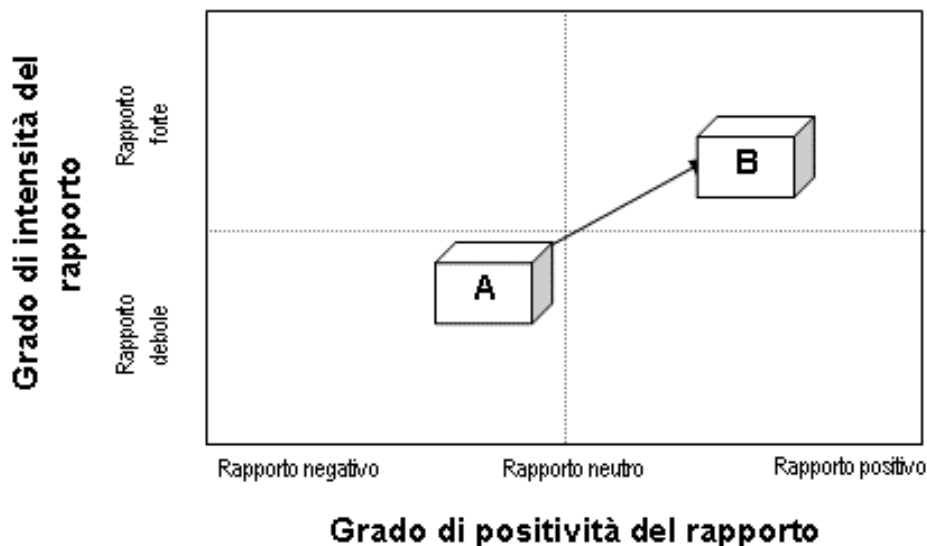 Grado di intensità del
rapporto
Rapporto
forte
Rapporto
debole
B
A
Rapporto negativo
Rapporto neutro
Rapporto positivo
Grado di positività del rapporto